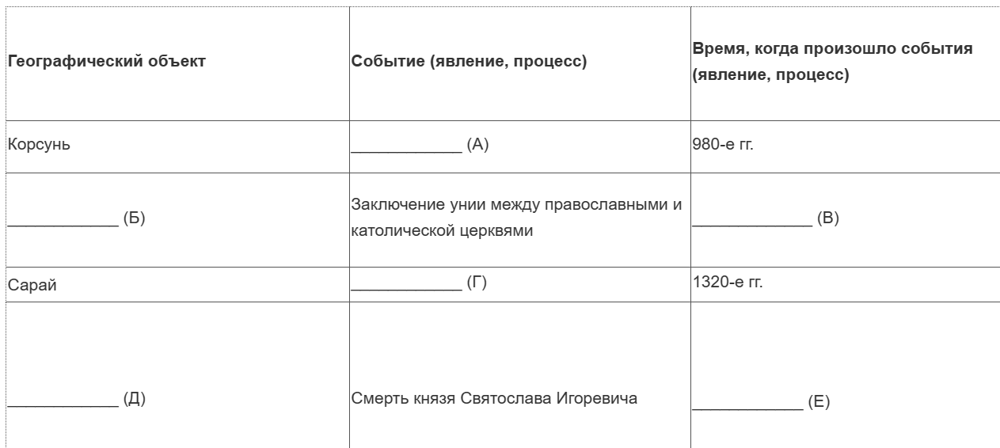 Географический объект
Событие (явление, процесс)
Время, когда произошло события
(явление, процесс)
Корсунь
____________ (А)
980-е гг.
____________ (Б)
Заключение унии между православными и
католической церквями
_____________ (В)
Сарай
____________ (Г)
1320-е гг.
____________ (Д)
Смерть князя Святослава Игоревича
____________ (Е)